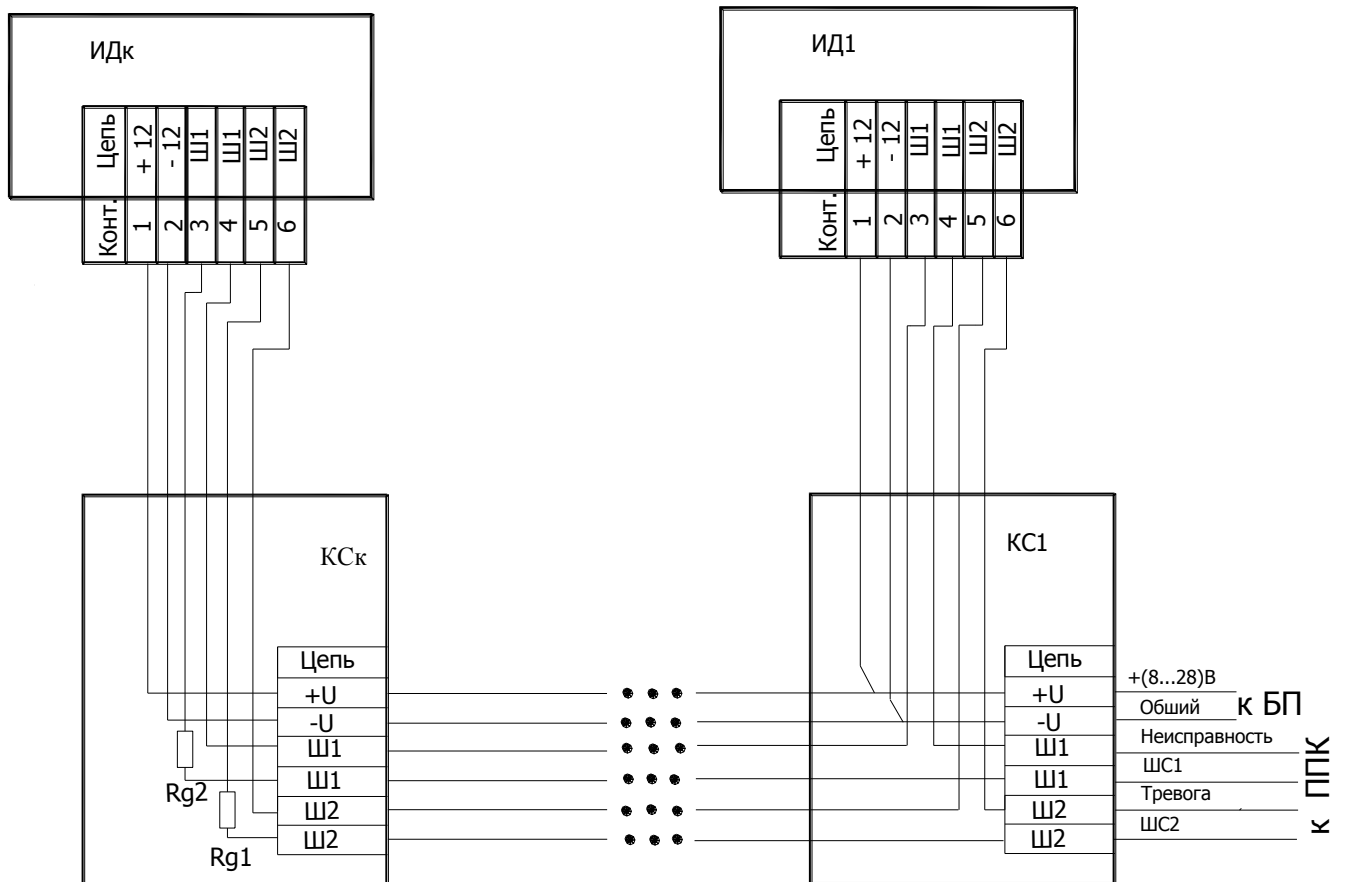 ИДк
Цепь
+ 12
- 12
Ш1
Ш1
Ш2
Ш2
Конт.
1
2
3
4
5
6
ИД1
Цепь
+ 12
- 12
Ш1
Ш1
Ш2
Ш2
Конт.
1
2
3
4
5
6
КСк
Цепь
+U
-U
Ш1
Ш1
Ш2
Ш2
Rg2
Rg1
КС1
Цепь
+U
-U
Ш1
Ш1
Ш2
Ш2
+(8...28)В
Обший
к БП
Неисправность
ШС1
Тревога
ШС2
к ППК